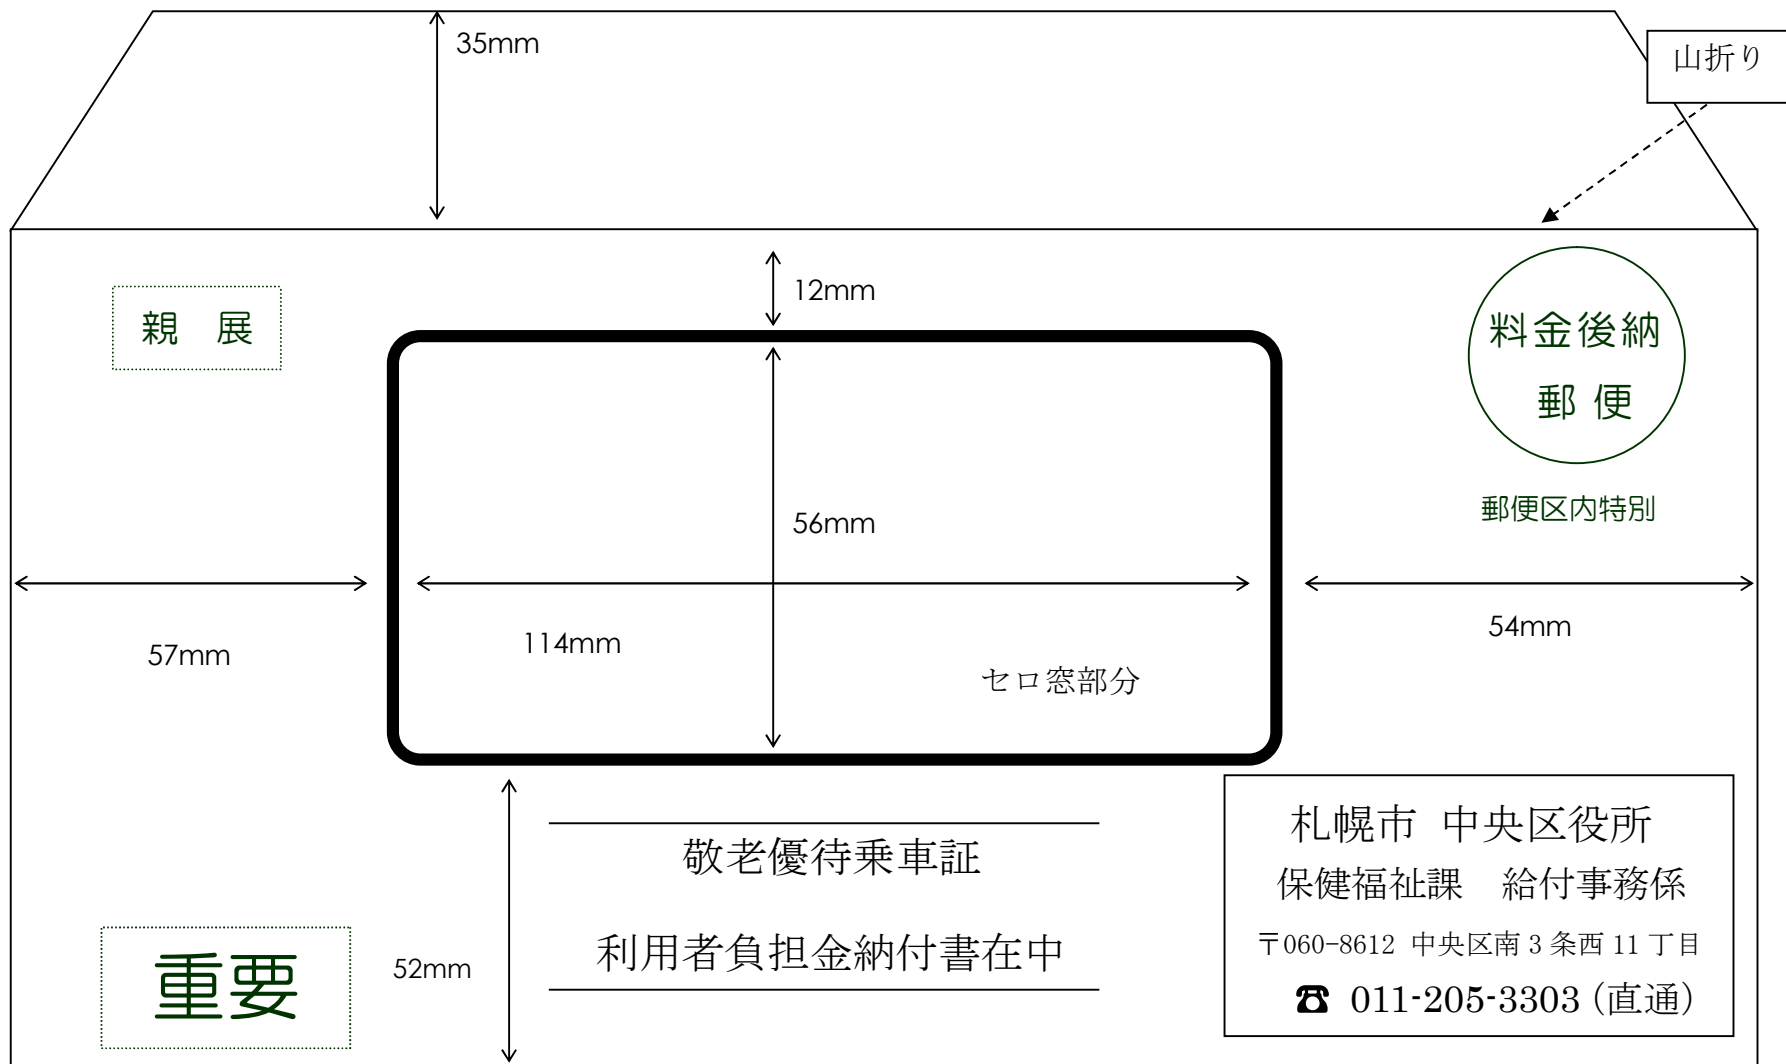 35mm
山折り
12mm
親　展
料金後納
郵 便
56mm
郵便区内特別
57mm
114mm
54mm
セロ窓部分
敬老優待乗車証
利用者負担金納付書在中
52mm
重要
札幌市 中央区役所
保健福祉課　給付事務係
〒060-8612 中央区南 3 条西 11 丁目
☎ 011-205-3303 (直通)